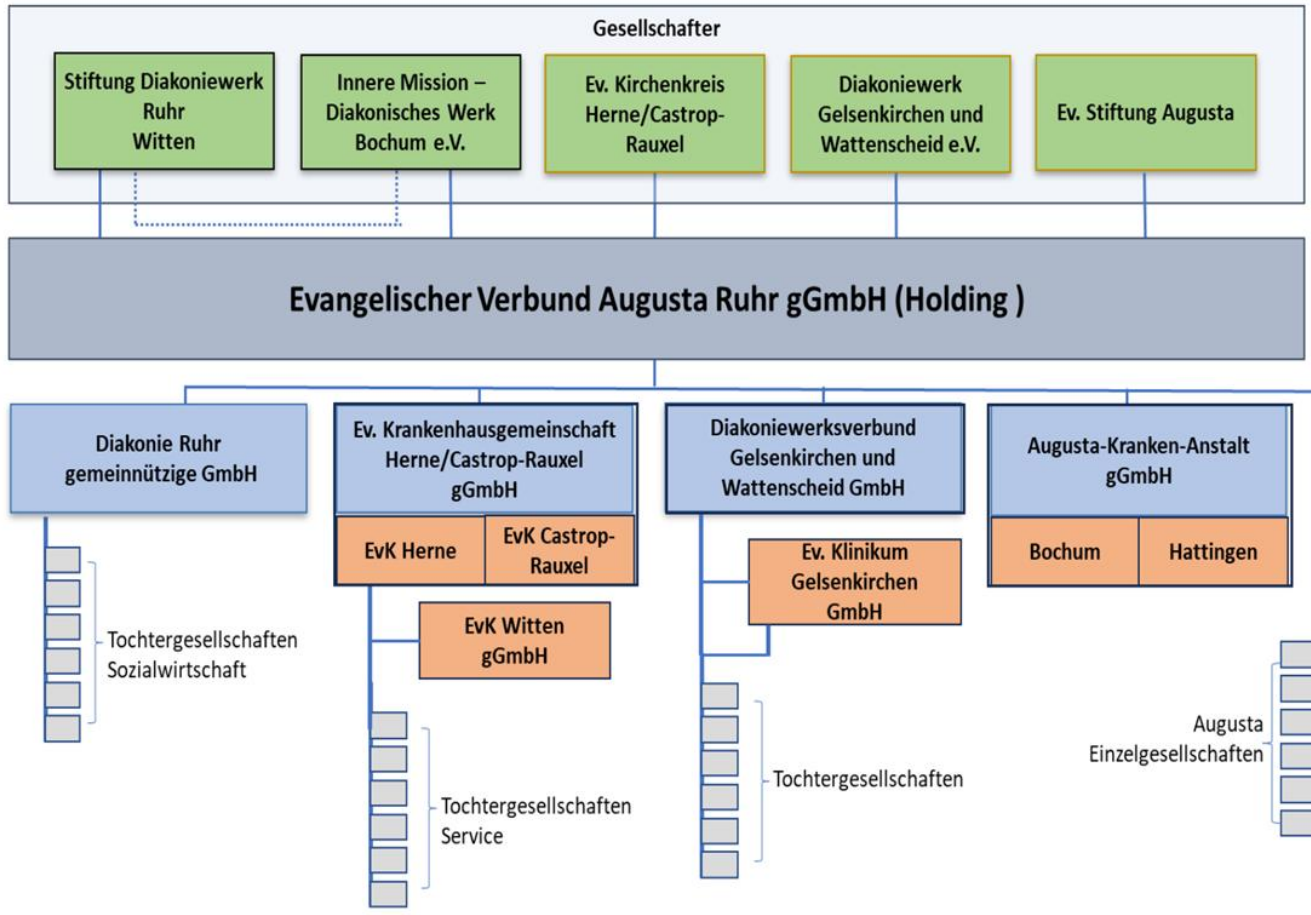 Gesellschafter
Stiftung Diakoniewerk
Ruhr
Witten
Innere Mission –
Diakonisches Werk
Bochum e.V.
Ev. Kirchenkreis
Herne/Castrop-
Rauxel
Diakoniewerk
Gelsenkirchen und
Wattenscheid e.V.
Ev. Stiftung Augusta
Evangelischer Verbund Augusta Ruhr gGmbH (Holding )
Diakonie Ruhr
gemeinnützige GmbH
Ev. Krankenhausgemeinschaft
Herne/Castrop-Rauxel
gGmbH
Diakoniewerksverbund
Gelsenkirchen und
Wattenscheid GmbH
Augusta-Kranken-Anstalt
gGmbH
EvK Herne
EvK Castrop-
Rauxel
Ev. Klinikum
Gelsenkirchen
GmbH
Bochum
Hattingen
EvK Witten
gGmbH
Tochtergesellschaften
Sozialwirtschaft
Tochtergesellschaften
Service
Tochtergesellschaften
Augusta
Einzelgesellschaften